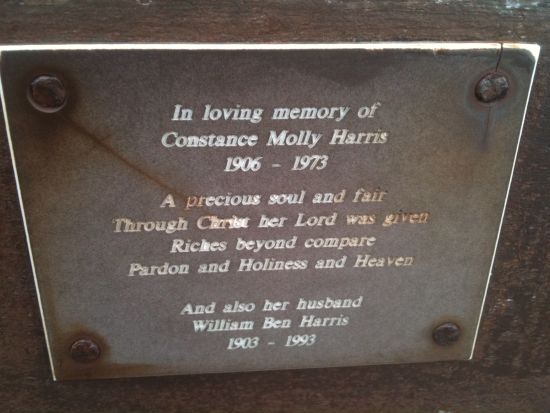 In loving memory of
Constance Molly Harris
1906 - 1973
A precious soul and fair
Through Christ her Lord was given
Riches beyond compare
Pardon and Holiness and Heaven
And also her husband
William Ben Harris
1903 - 1993